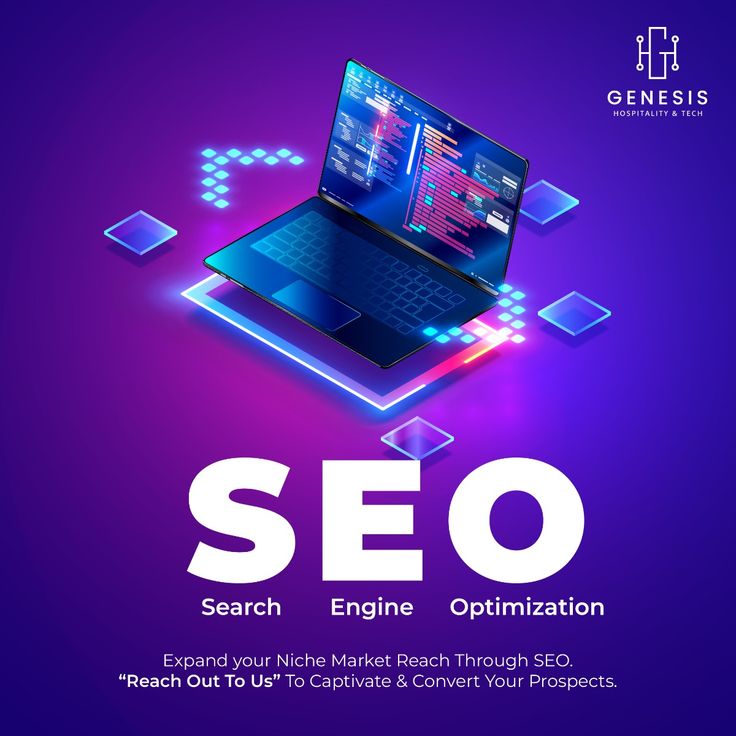 GENESIS
HOSPITALITY & TECH
SEO
Search Engine Optimization
Expand your Niche Market Reach Through SEO.
“Reach Out To Us” To Captivate & Convert Your Prospects.